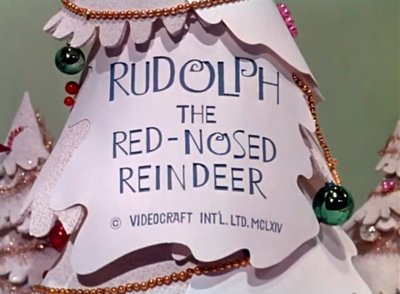 RUDOLPH
THE
RED-NOSED
REINDEER
© VIDEOCRAFT INT'L. LTD. MCLXIV